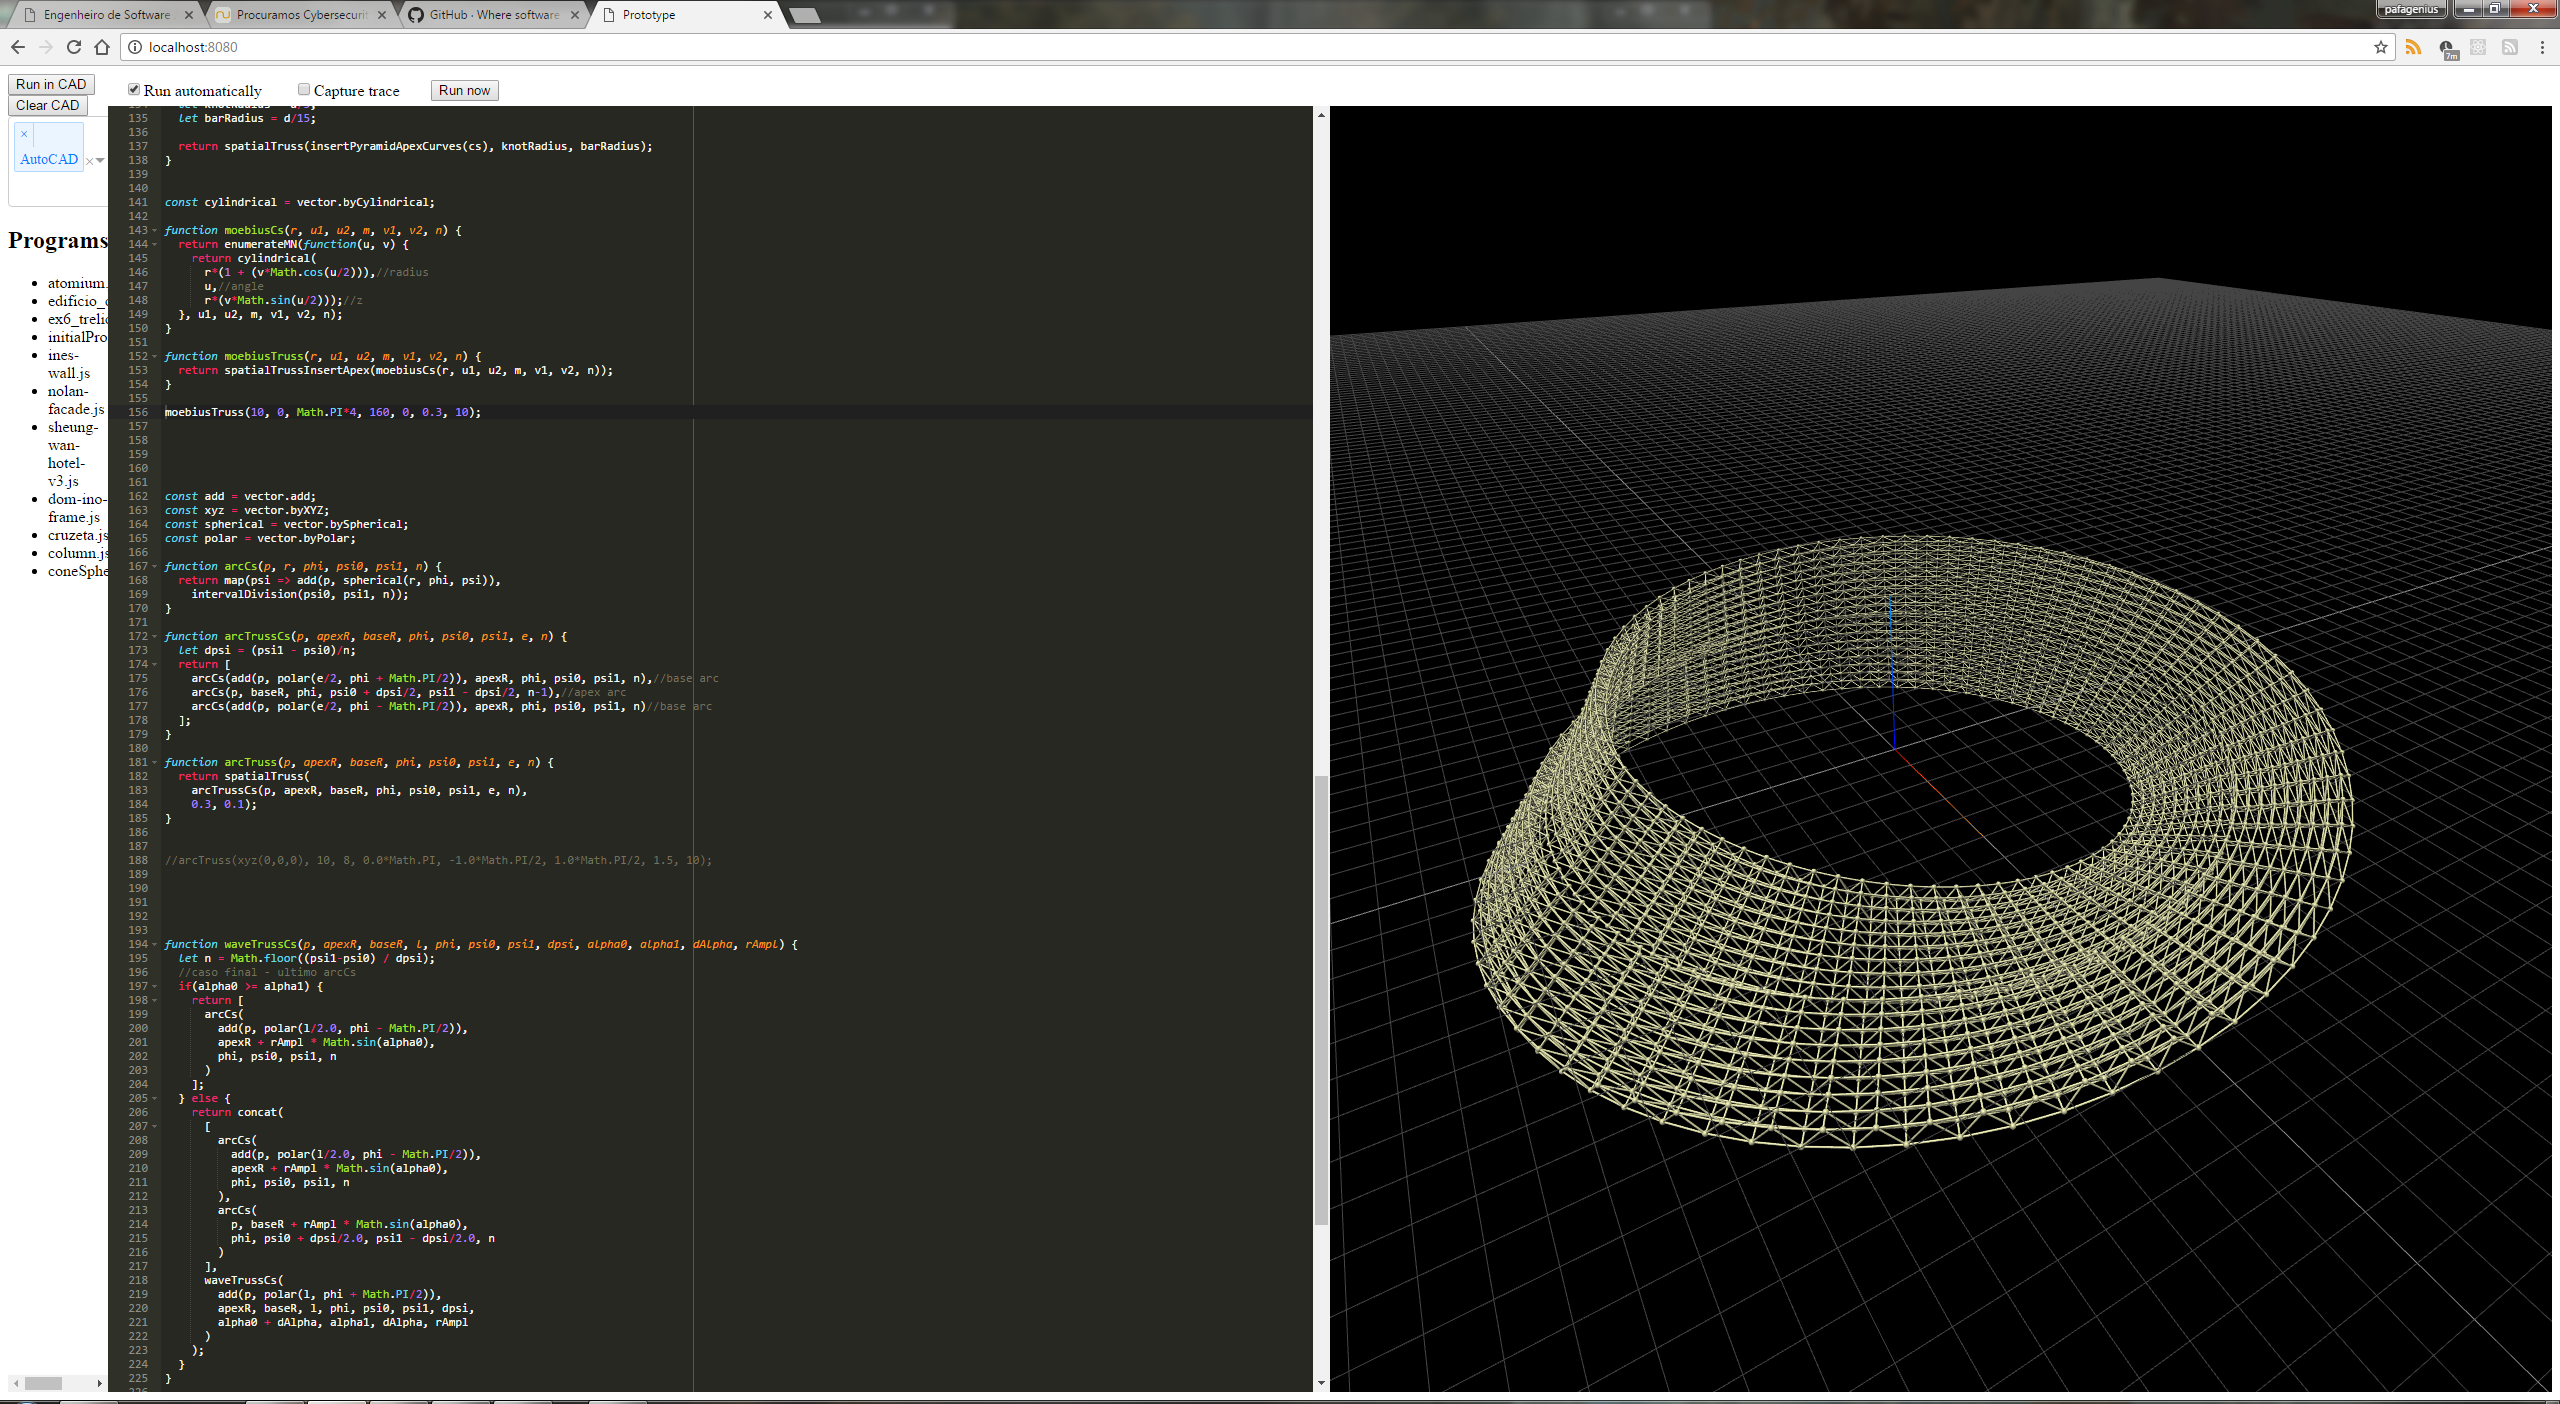 Engenheiro de Software
Procuramos Cybersecuri
GitHub · Where software
Prototype
pafagenius
localhost:8080
7m
Run in CAD
Clear CAD
Run automatically
Capture trace
Run now
×
AutoCAD
Programs
atomium.
edificio_
ex6_treli
initialPro
ines-
wall.js
nolan-
facade.js
sheung-
wan-
hotel-
v3.js
dom-ino-
frame.js
cruzeta.js
column.js
coneSphe
135 let barRadius = d/15;
136
137 return spatialTruss(insertPyramidApexCurves(cs), knotRadius, barRadius);
138 }
139
140
141 const cylindrical = vector.byCylindrical;
142
143 function moebiusCs(r, u1, u2, m, v1, v2, n) {
144 return enumerateMN(function(u, v) {
145 return cylindrical(
146 r*(1 + (v*Math.cos(u/2))),//radius
147 u,//angle
148 r*(v*Math.sin(u/2)));//z
149 }, u1, u2, m, v1, v2, n);
150 }
151
152 function moebiusTruss(r, u1, u2, m, v1, v2, n) {
153 return spatialTrussInsertApex(moebiusCs(r, u1, u2, m, v1, v2, n));
154 }
155
156 moebiusTruss(10, 0, Math.PI*4, 160, 0, 0.3, 10);
157
158
159
160
161
162 const add = vector.add;
163 const xyz = vector.byXYZ;
164 const spherical = vector.bySpherical;
165 const polar = vector.byPolar;
166
167 function arcCs(p, r, phi, psi0, psi1, n) {
168 return map(psi => add(p, spherical(r, phi, psi)),
169 intervalDivision(psi0, psi1, n));
170 }
171
172 function arcTrussCs(p, apexR, baseR, phi, psi0, psi1, e, n) {
173 let dpsi = (psi1 - psi0)/n;
174 return [
175 arcCs(add(p, polar(e/2, phi + Math.PI/2)), apexR, phi, psi0, psi1, n),//base arc
176 arcCs(p, baseR, phi, psi0 + dpsi/2, psi1 - dpsi/2, n-1),//apex arc
177 arcCs(add(p, polar(e/2, phi - Math.PI/2)), apexR, phi, psi0, psi1, n)//base arc
178 ];
179 }
180
181 function arcTruss(p, apexR, baseR, phi, psi0, psi1, e, n) {
182 return spatialTruss(
183 arcTrussCs(p, apexR, baseR, phi, psi0, psi1, e, n),
184 0.3, 0.1);
185 }
186
187
188 //arcTruss(xyz(0,0,0), 10, 8, 0.0*Math.PI, -1.0*Math.PI/2, 1.0*Math.PI/2, 1.5, 10);
189
190
191
192
193
194 function waveTrussCs(p, apexR, baseR, l, phi, psi0, psi1, dpsi, alpha0, alpha1, dAlpha, rAmpl) {
195 let n = Math.floor((psi1-psi0) / dpsi);
196 //caso final - ultimo arcCs
197 if(alpha0 >= alpha1) {
198 return [
199 arcCs(
200 add(p, polar(l/2.0, phi - Math.PI/2)),
201 apexR + rAmpl * Math.sin(alpha0),
202 phi, psi0, psi1, n
203 )
204 ];
205 } else {
206 return concat(
207 [
208 arcCs(
209 add(p, polar(l/2.0, phi - Math.PI/2)),
210 apexR + rAmpl * Math.sin(alpha0),
211 phi, psi0, psi1, n
212 ),
213 arcCs(
214 p, baseR + rAmpl * Math.sin(alpha0),
215 phi, psi0 + dpsi/2.0, psi1 - dpsi/2.0, n
216 )
217 ],
218 waveTrussCs(
219 add(p, polar(l, phi + Math.PI/2)),
220 apexR, baseR, l, phi, psi0, psi1, dpsi,
221 alpha0 + dAlpha, alpha1, dAlpha, rAmpl
222 )
223 );
224 }
225 }